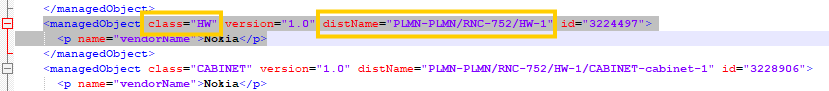 </managedObject>
<managedObject class="HW" version="1.0" distName="PLMN-PLMN/RNC-752/HW-1" id="3224497">
<p name="vendorName">Nokia</p>
</managedObject>
<managedObject class="CABINET" version="1.0" distName="PLMN-PLMN/RNC-752/HW-1/CABINET-cabinet-1" id="3228906">
<p name="vendorName">Nokia</p>